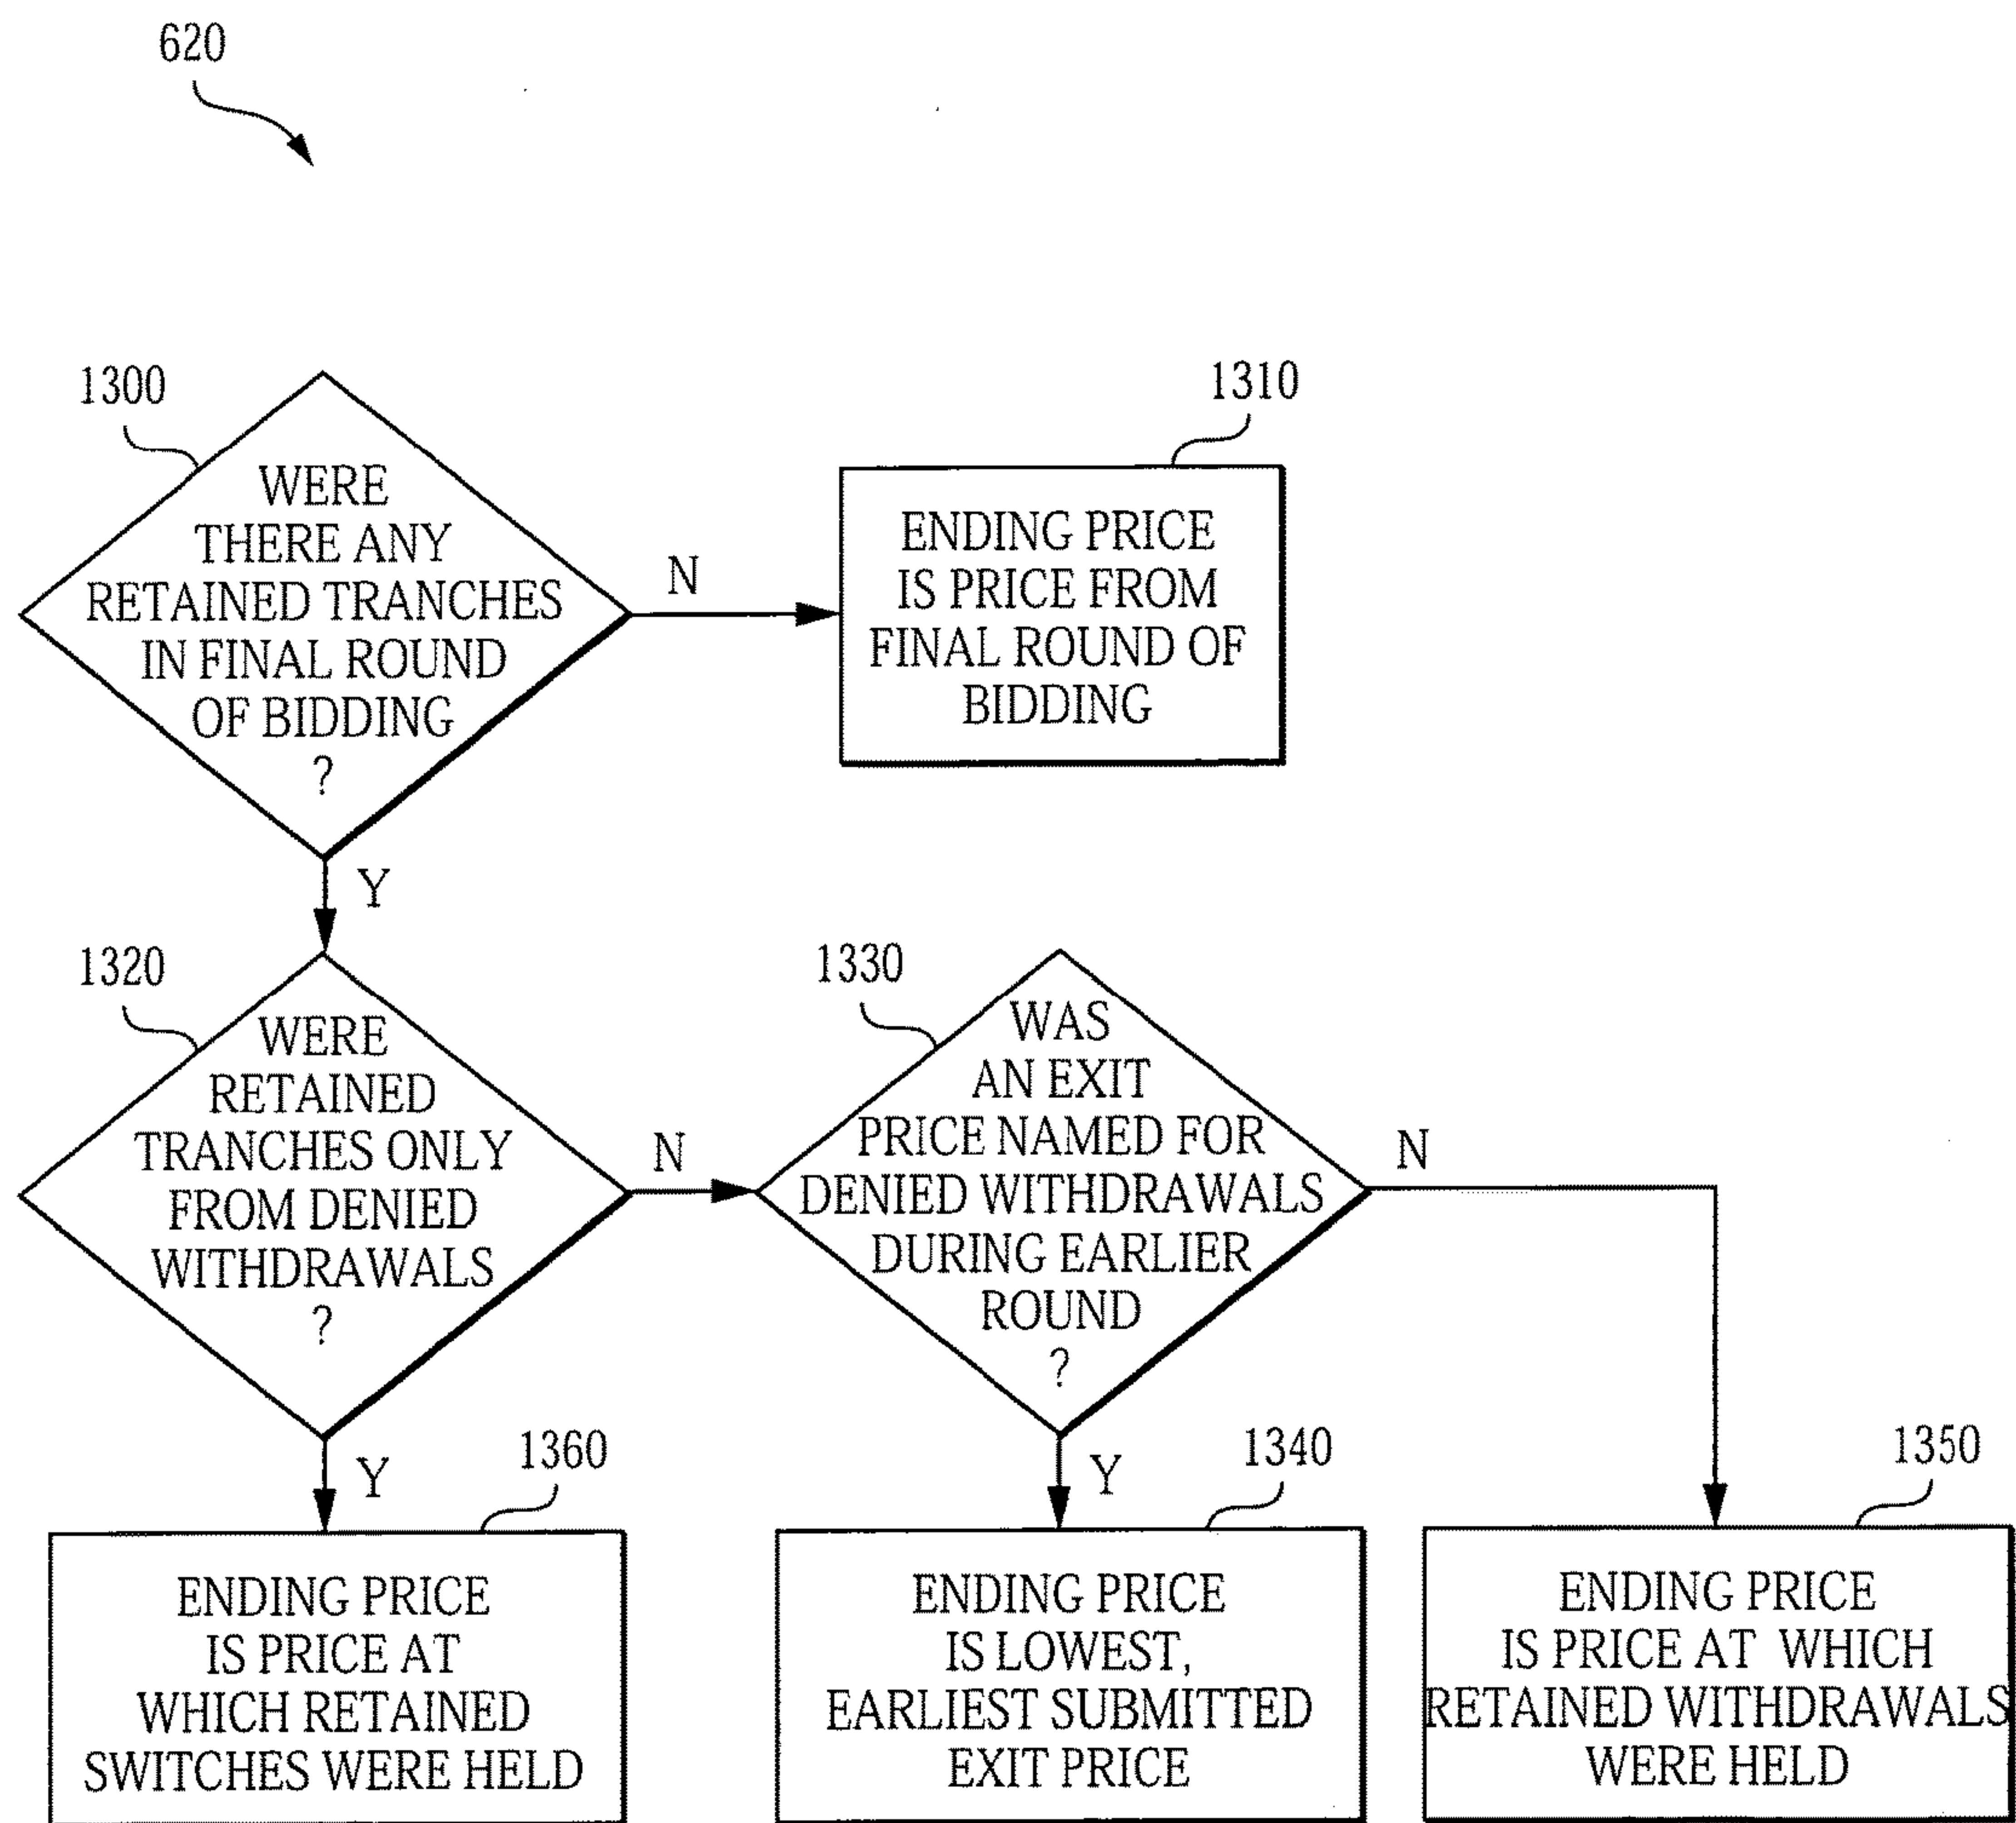 620
1300
WERE
THERE ANY
RETAINED TRANCHES
IN FINAL ROUND
OF BIDDING
?
N
1310
ENDING PRICE
IS PRICE FROM
FINAL ROUND OF
BIDDING
Y
1320
WERE
RETAINED
TRANCHES ONLY
FROM DENIED
WITHDRAWALS
?
N
1330
WAS
AN EXIT
PRICE NAMED FOR
DENIED WITHDRAWALS
DURING EARLIER
ROUND
?
N
Y
1360
ENDING PRICE
IS PRICE AT
WHICH RETAINED
SWITCHES WERE HELD
Y
1340
ENDING PRICE
IS LOWEST,
EARLIEST SUBMITTED
EXIT PRICE
1350
ENDING PRICE
IS PRICE AT WHICH
RETAINED WITHDRAWALS
WERE HELD